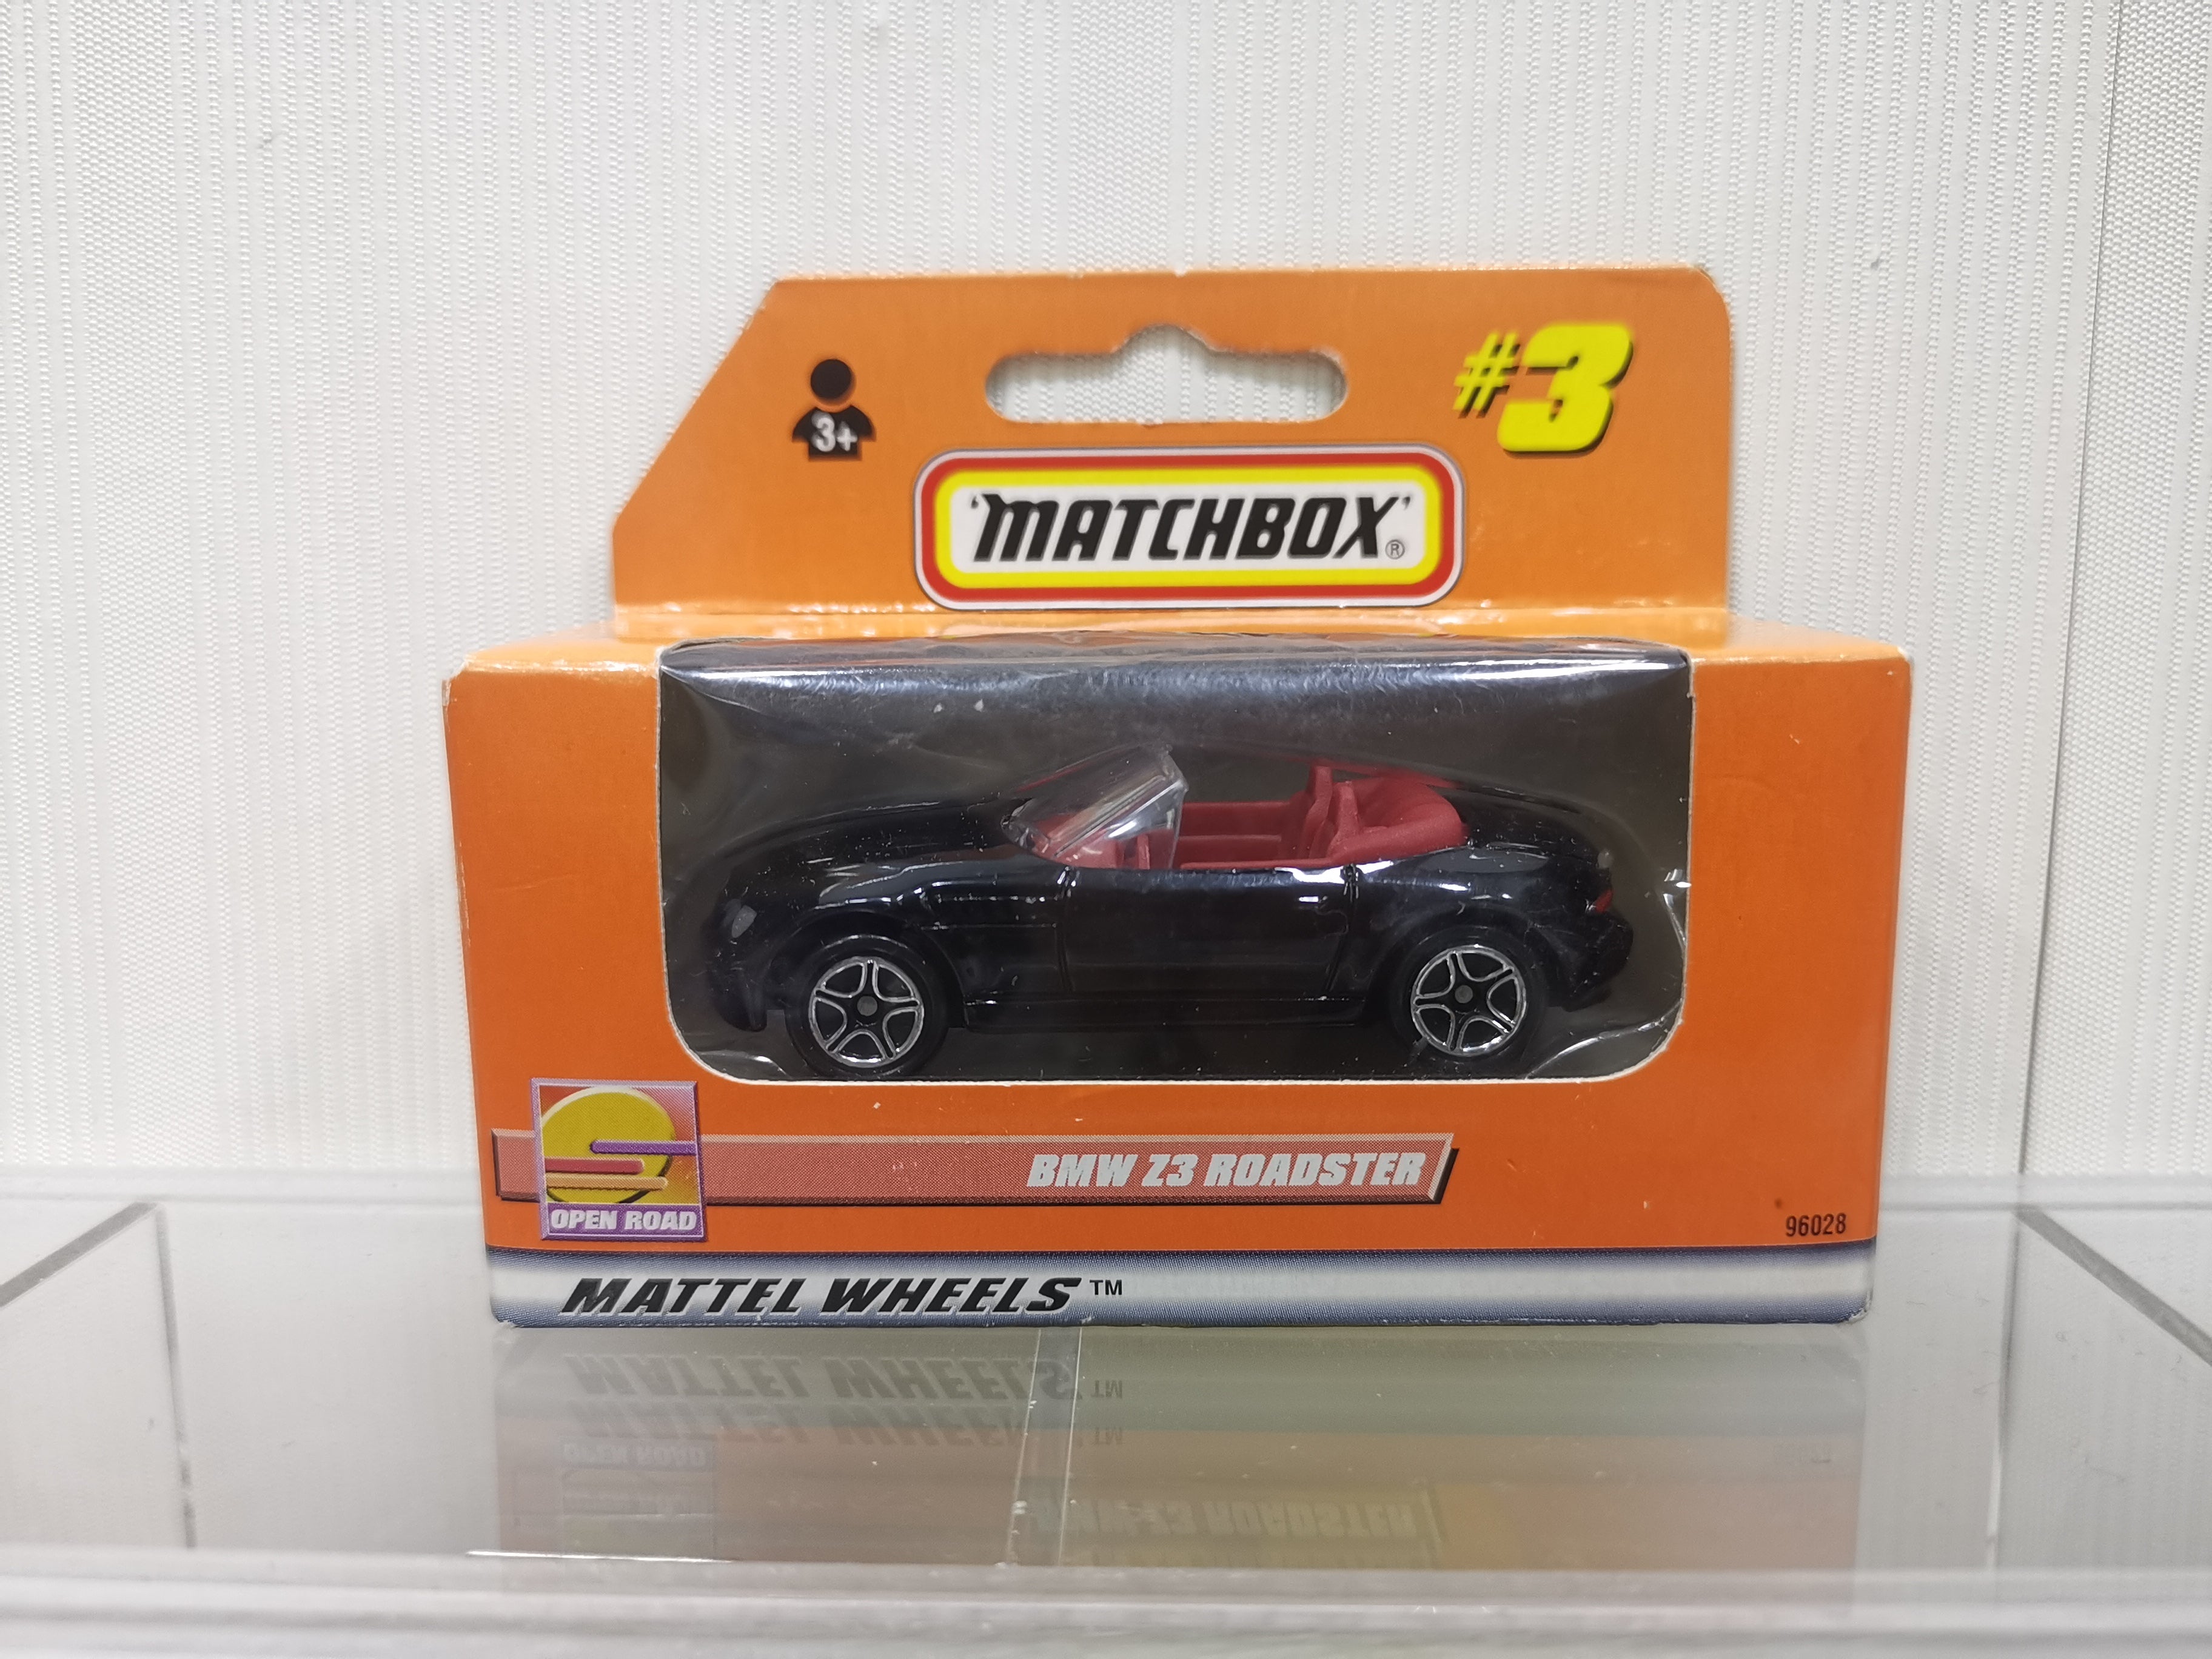 #3
3+
'MATCHBOX'®
BMW Z3 ROADSTER
OPEN ROAD
96028
MATTEL WHEELS™